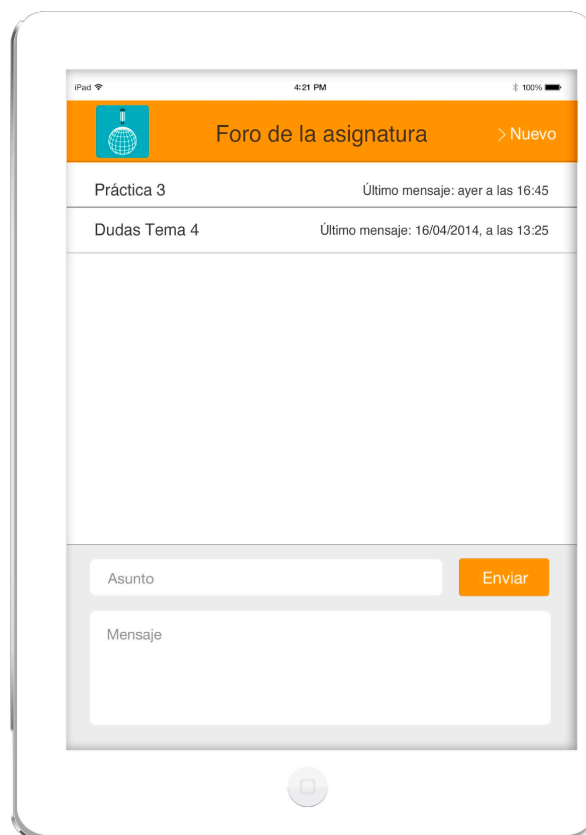 iPad 4:21 PM 100%
Foro de la asignatura > Nuevo
Práctica 3 Último mensaje: ayer a las 16:45
Dudas Tema 4 Último mensaje: 16/04/2014, a las 13:25
Asunto Enviar
Mensaje